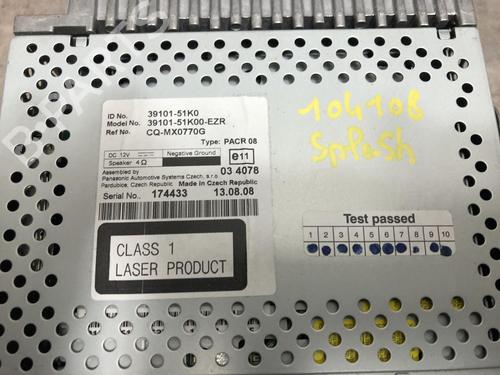 ID No. 39101-51K0
Model No. 39101-51K00-EZR
Ref No. CQ-MX0770G
Type: PACR 08
DC 12V Negative Ground
Speaker 4Ω
e11
03 4078
Assembled by
Panasonic Automotive Systems Czech, s.r.o.
Pardubice, Czech Republic Made in Czech Republic
Serial No.. 174433 13.08.08
CLASS 1
LASER PRODUCT
104108
Splash
Test passed
1 2 3 4 5 6 7 8 9 10